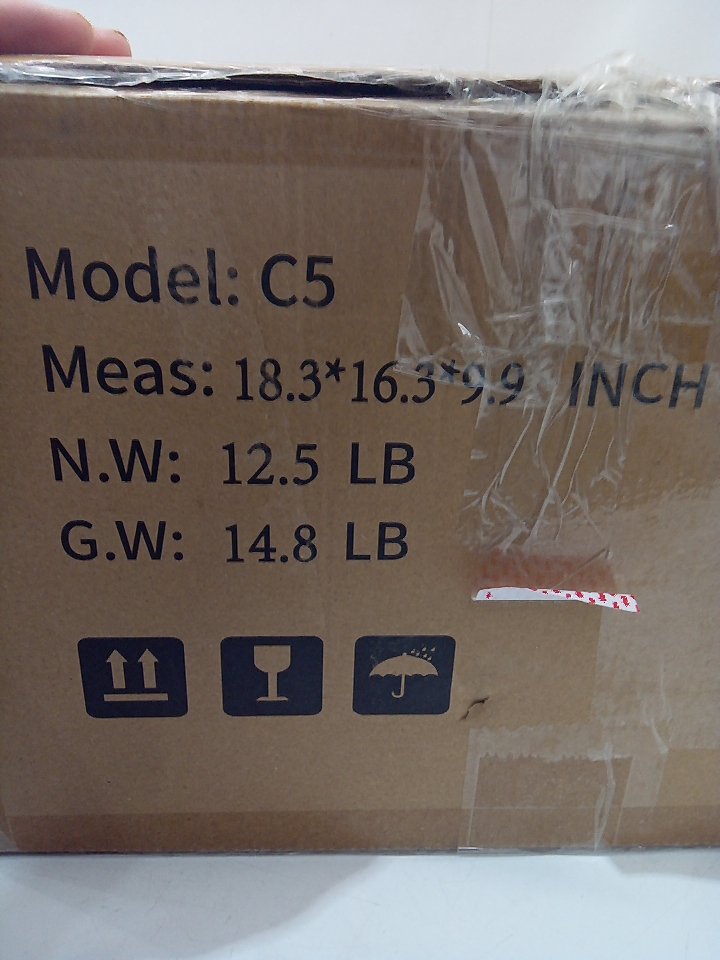 Model: C5
Meas: 18.3*16.3*9.9 INCH
N.W: 12.5 LB
G.W: 14.8 LB